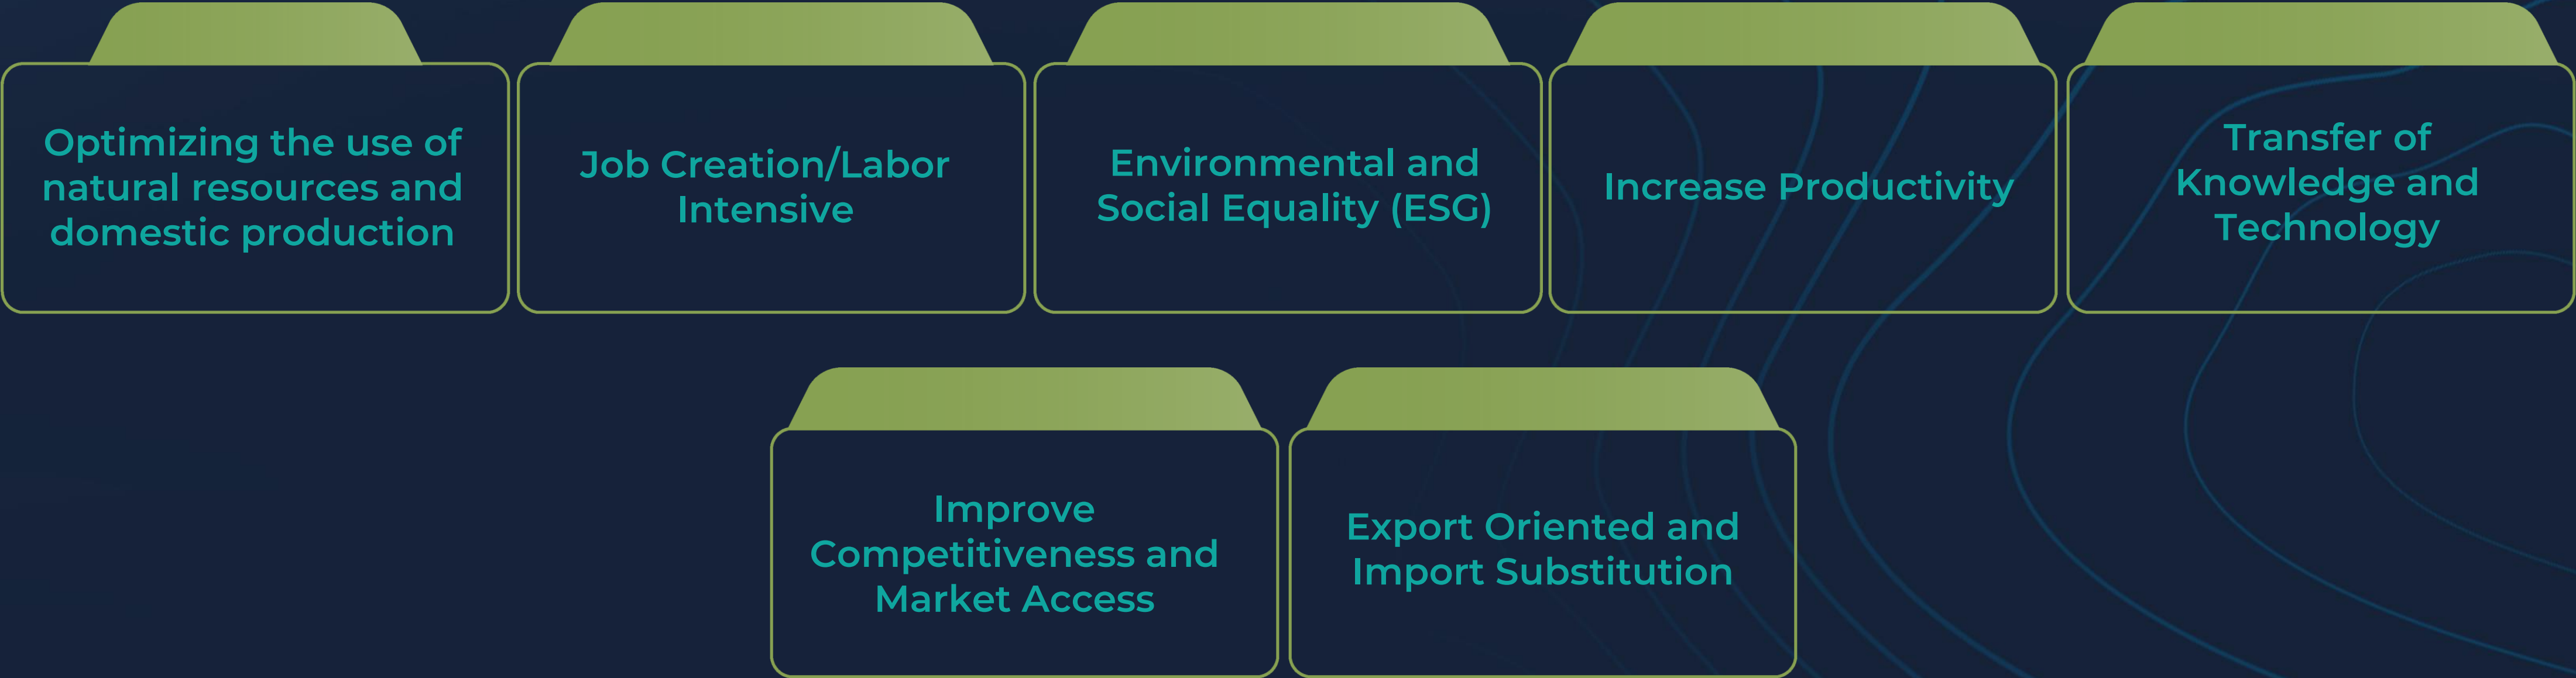 Optimizing the use of
natural resources and
domestic production
Job Creation/Labor
Intensive
Environmental and
Social Equality (ESG)
Increase Productivity
Transfer of
Knowledge and
Technology
Improve
Competitiveness and
Market Access
Export Oriented and
Import Substitution